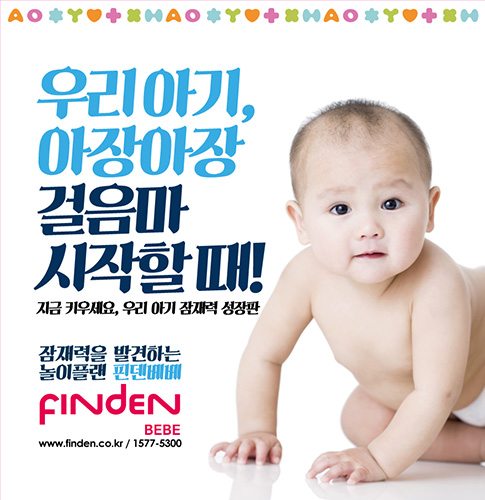 AO*Y♥+XHAO*Y♥+XHAO*Y♥+XH
우리 아기,
아장아장
걸음마
시작할 때!
지금 키우세요, 우리 아기 잠재력 성장판
잠재력을 발견하는
놀이플랜 핀덴베베
FINdEN
BEBE
www.finden.co.kr / 1577-5300